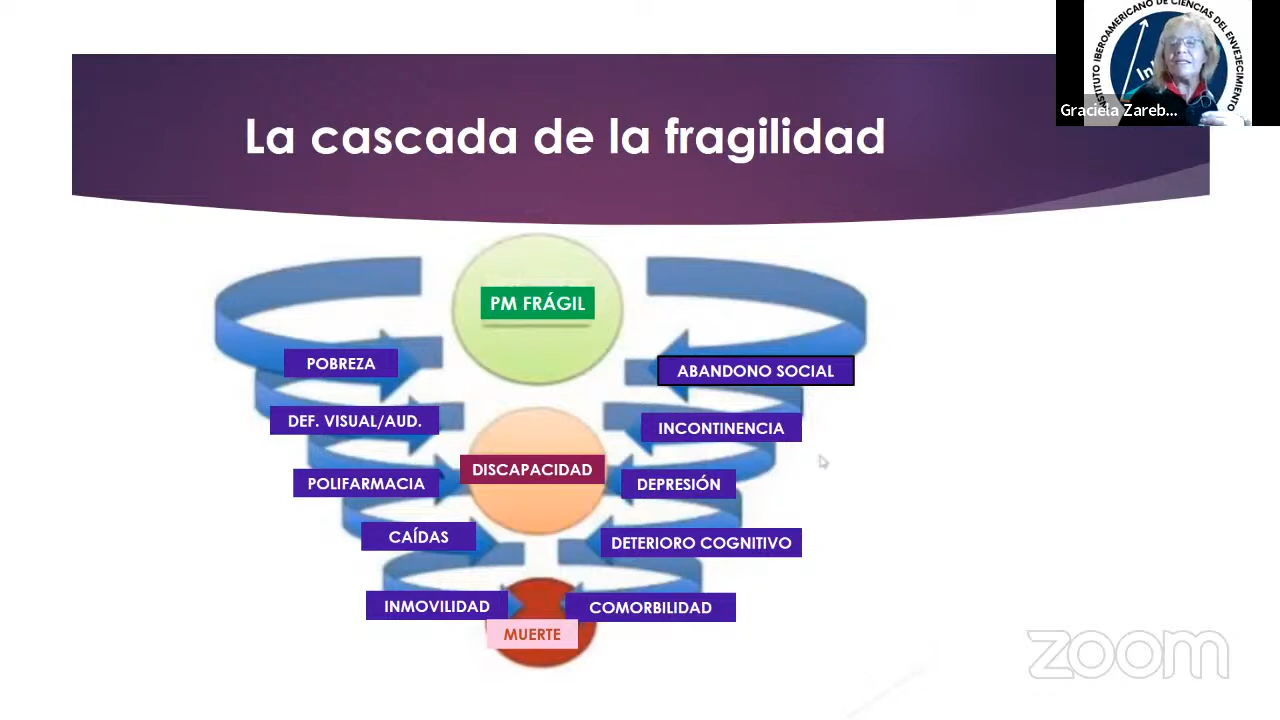 INSTITUTO IBEROAMERICANO DE CIENCIAS DEL ENVEJECIMIENTO
Graciela Zareb...
La cascada de la fragilidad
PM FRÁGIL
POBREZA
ABANDONO SOCIAL
DEF. VISUAL/AUD.
INCONTINENCIA
DISCAPACIDAD
POLIFARMACIA
DEPRESIÓN
CAÍDAS
DETERIORO COGNITIVO
INMOVILIDAD
COMORBILIDAD
MUERTE
zoom